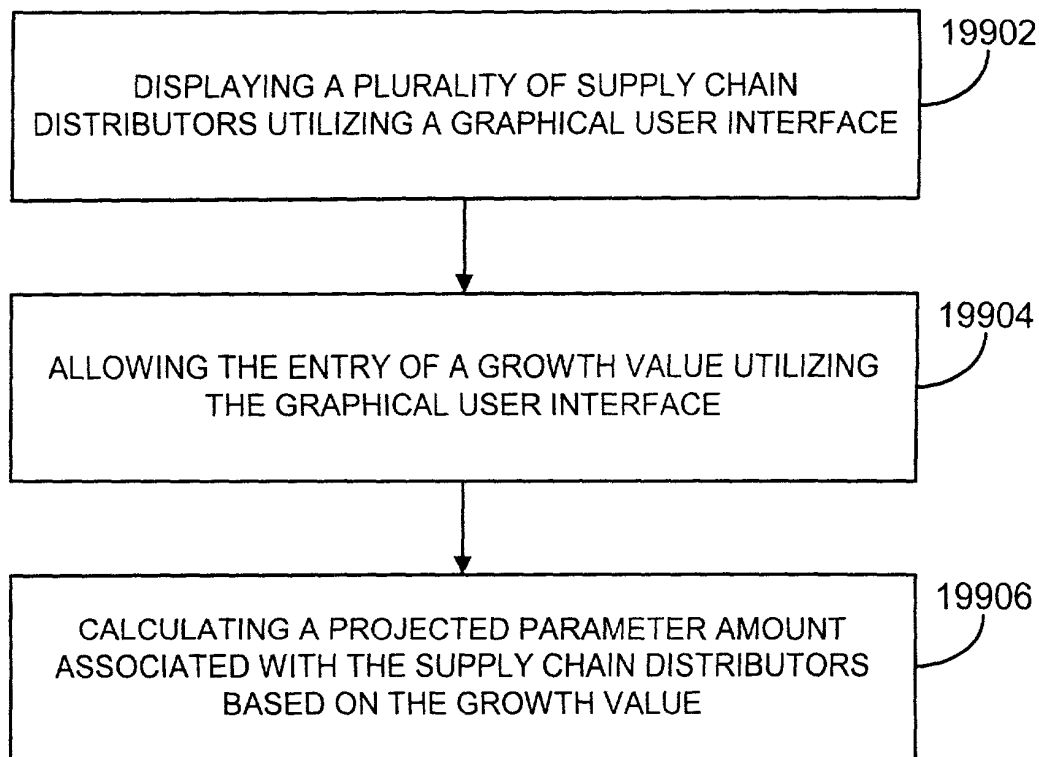 19902
DISPLAYING A PLURALITY OF SUPPLY CHAIN
DISTRIBUTORS UTILIZING A GRAPHICAL USER INTERFACE
19904
ALLOWING THE ENTRY OF A GROWTH VALUE UTILIZING
THE GRAPHICAL USER INTERFACE
19906
CALCULATING A PROJECTED PARAMETER AMOUNT
ASSOCIATED WITH THE SUPPLY CHAIN DISTRIBUTORS
BASED ON THE GROWTH VALUE